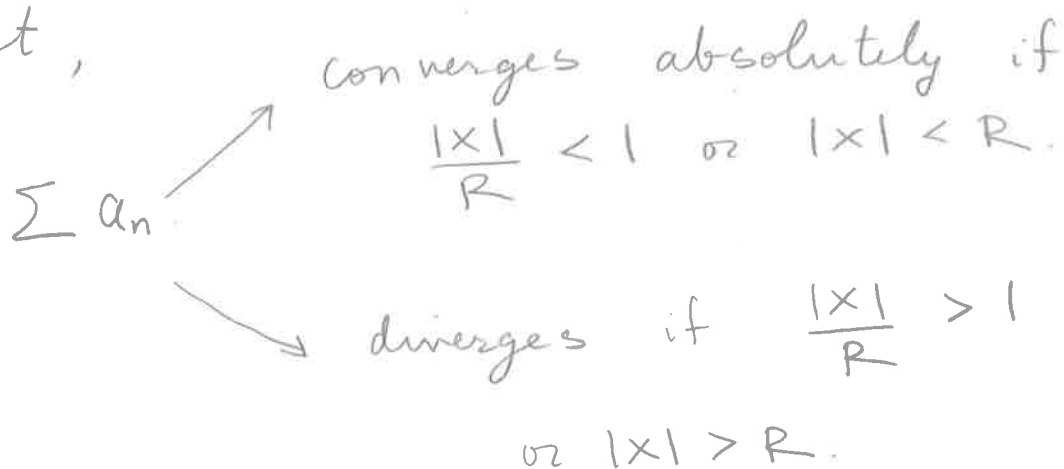 t,
converges absolutely if
|x|/R < 1 or |x| < R.
∑ aₙ
diverges if |x|/R > 1
or |x| > R.